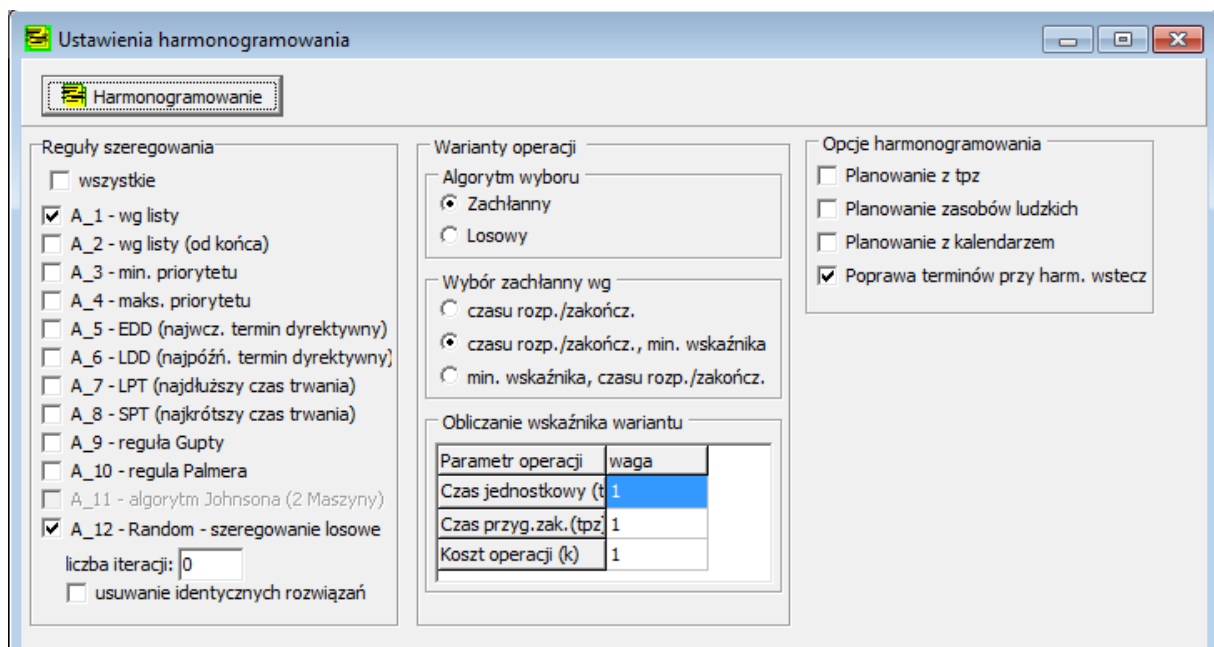 Ustawienia harmonogramowania
Harmonogramowanie
Reguły szeregowania
wszystkie
A_1 - wg listy
A_2 - wg listy (od końca)
A_3 - min. priorytetu
A_4 - maks. priorytetu
A_5 - EDD (najwcz. termin dyrektywny)
A_6 - LDD (najpóźń. termin dyrektywny)
A_7 - LPT (najdłuższy czas trwania)
A_8 - SPT (najkrótszy czas trwania)
A_9 - reguła Gupty
A_10 - regula Palmera
A_11 - algorytm Johnsona (2 Maszyny)
A_12 - Random - szeregowanie losowe
liczba iteracji: 0
usuwanie identycznych rozwiązań
Warianty operacji
Algorytm wyboru
Zachłanny
Losowy
Wybór zachłanny wg
czasu rozp./zakończ.
czasu rozp./zakończ., min. wskaźnika
min. wskaźnika, czasu rozp./zakończ.
Obliczanie wskaźnika wariantu
Parametr operacji waga
Czas jednostkowy (t 1
Czas przyg.zak.(tpz) 1
Koszt operacji (k) 1
Opcje harmonogramowania
Planowanie z tpz
Planowanie zasobów ludzkich
Planowanie z kalendarzem
Poprawa terminów przy harm. wstecz